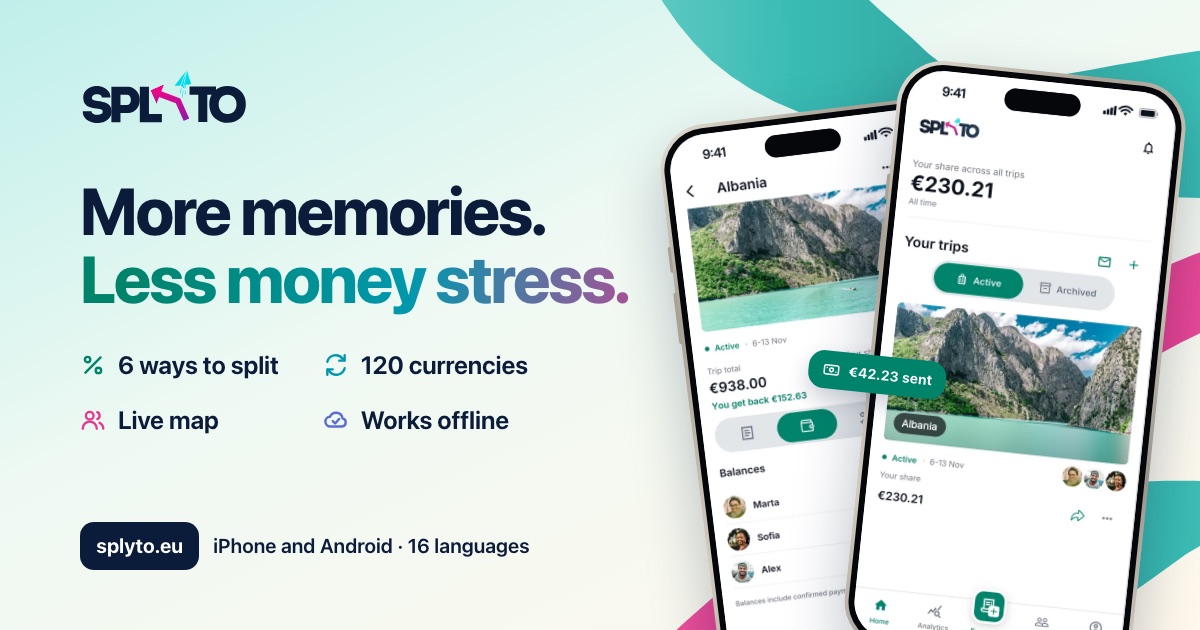 SPLYTO
More memories.
Less money stress.
6 ways to split
120 currencies
Live map
Works offline
splyto.eu
iPhone and Android · 16 languages
9:41
Albania
Active · 6-13 Nov
Trip total
€938.00
You get back €152.63
Balances
Marta
Sofia
Alex
Balances include confirmed
€42.23 sent
9:41
SPLYTO
Your share across all trips
€230.21
All time
Your trips
Active
Archived
Albania
Active · 6-13 Nov
Your share
€230.21
Home
Analytics